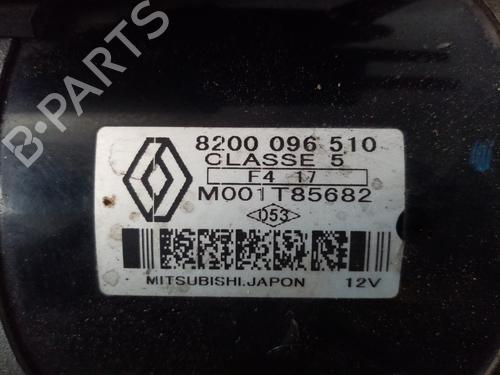 8200 096 510
CLASSE 5
F4 17
M001T85682
D53
MITSUBISHI.JAPON 12V
B-PARTS